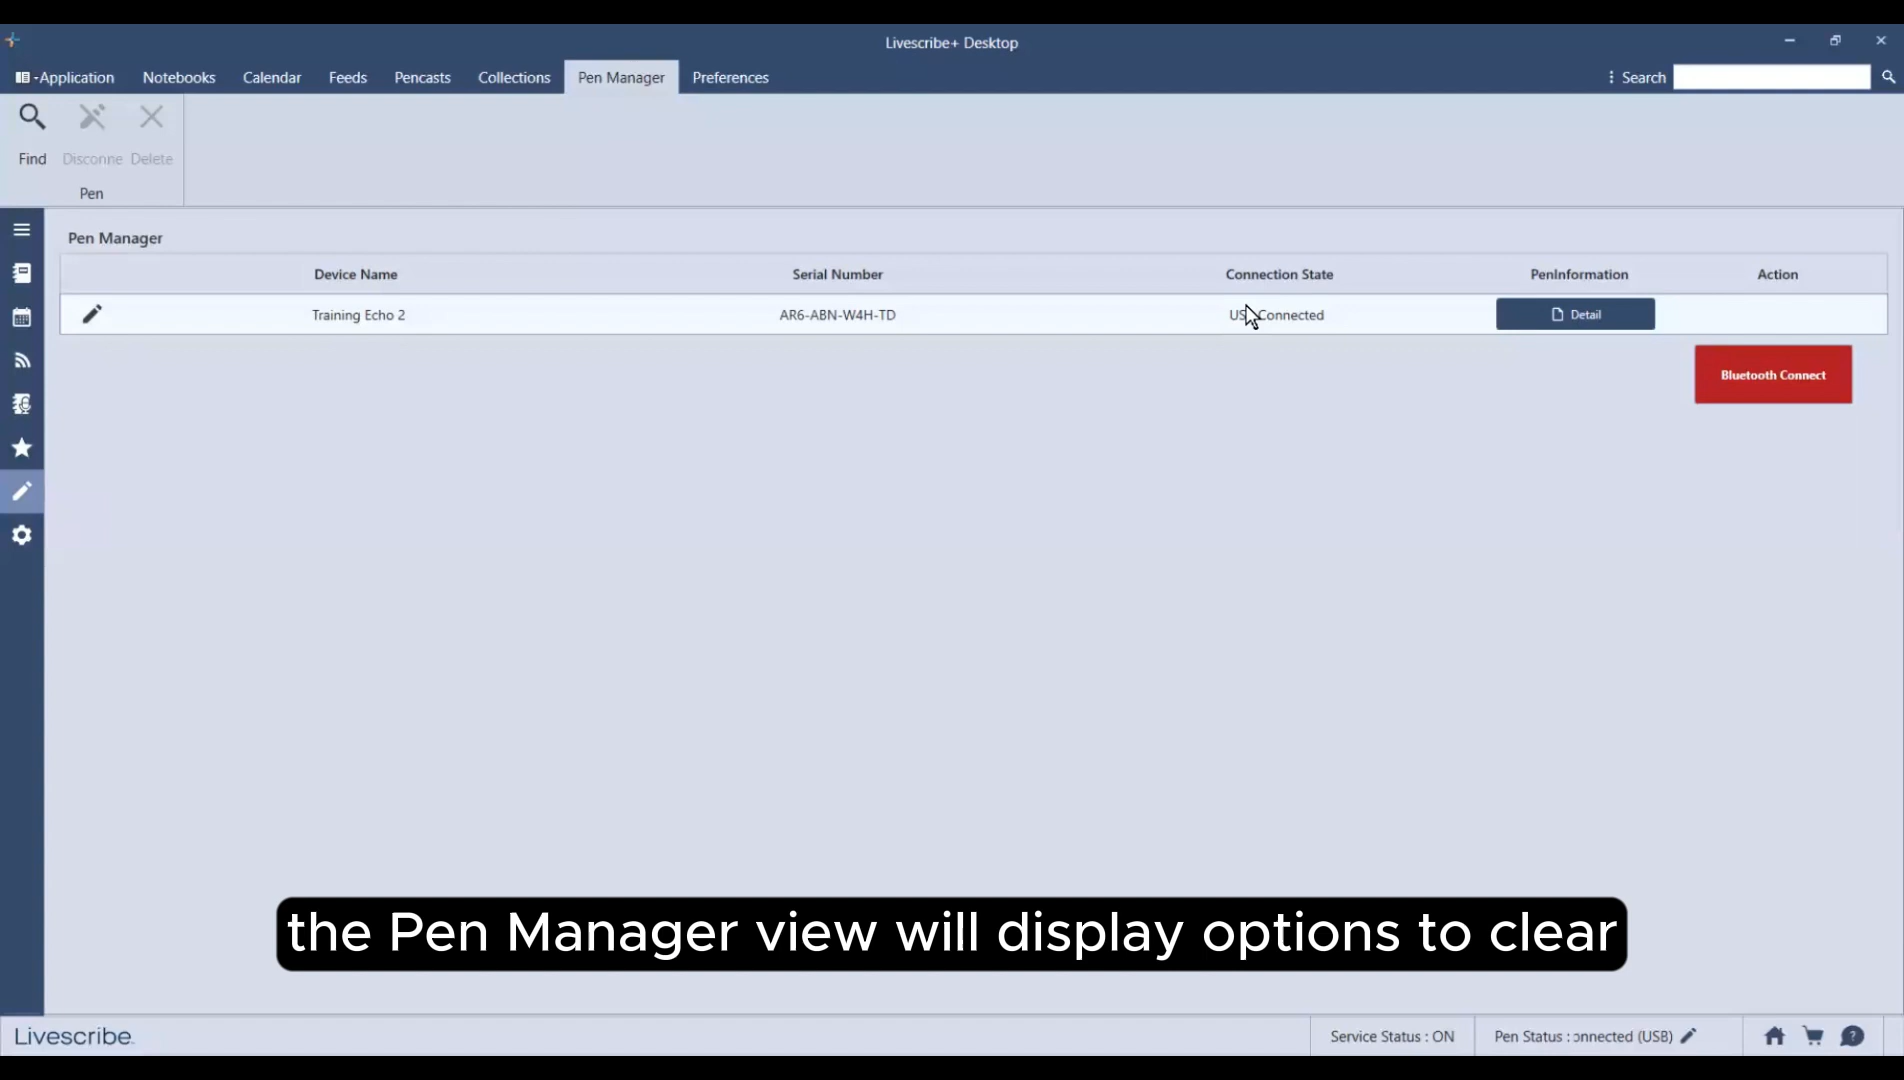 Livescribe+ Desktop
-Application Notebooks Calendar Feeds Pencasts Collections Pen Manager Preferences Search
Find Disconne Delete
Pen
Pen Manager
Device Name Serial Number Connection State PenInformation Action
Training Echo 2 AR6-ABN-W4H-TD US Connected Detail
Bluetooth Connect
the Pen Manager view will display options to clear
Livescribe. Service Status : ON Pen Status : onnected (USB)